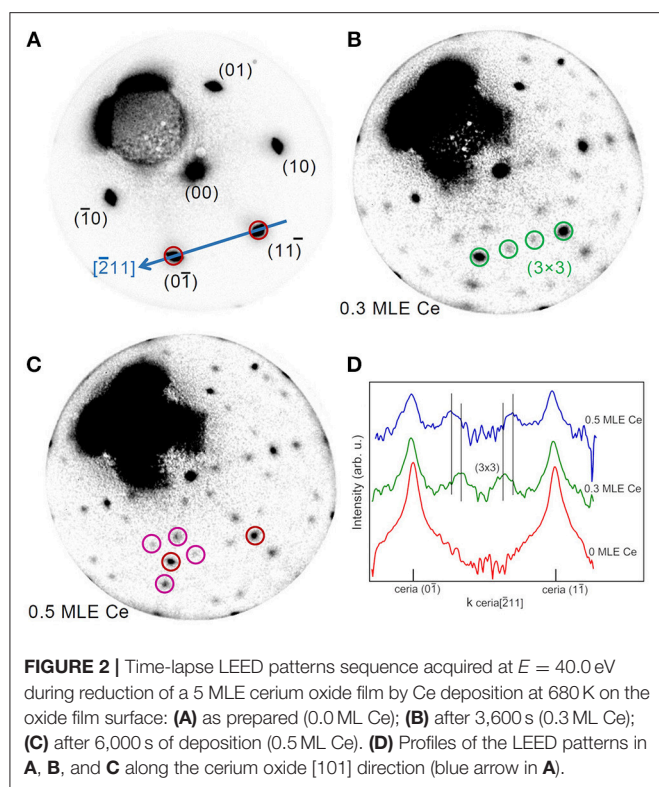 A
(01)
(10)
(00)
(1̄0)
(11̄)
[2̄11]
(01̄)
B
(3×3)
0.3 MLE Ce
C
0.5 MLE Ce
D
Intensity (arb. u.)
0.5 MLE Ce
(3x3)
0.3 MLE Ce
0 MLE Ce
ceria (01̄)
ceria (11̄)
k ceria[2̄11]
FIGURE 2 | Time-lapse LEED patterns sequence acquired at E = 40.0 eV
during reduction of a 5 MLE cerium oxide film by Ce deposition at 680 K on the
oxide film surface: (A) as prepared (0.0 ML Ce); (B) after 3,600 s (0.3 ML Ce);
(C) after 6,000 s of deposition (0.5 ML Ce). (D) Profiles of the LEED patterns in
A, B, and C along the cerium oxide [101] direction (blue arrow in A).